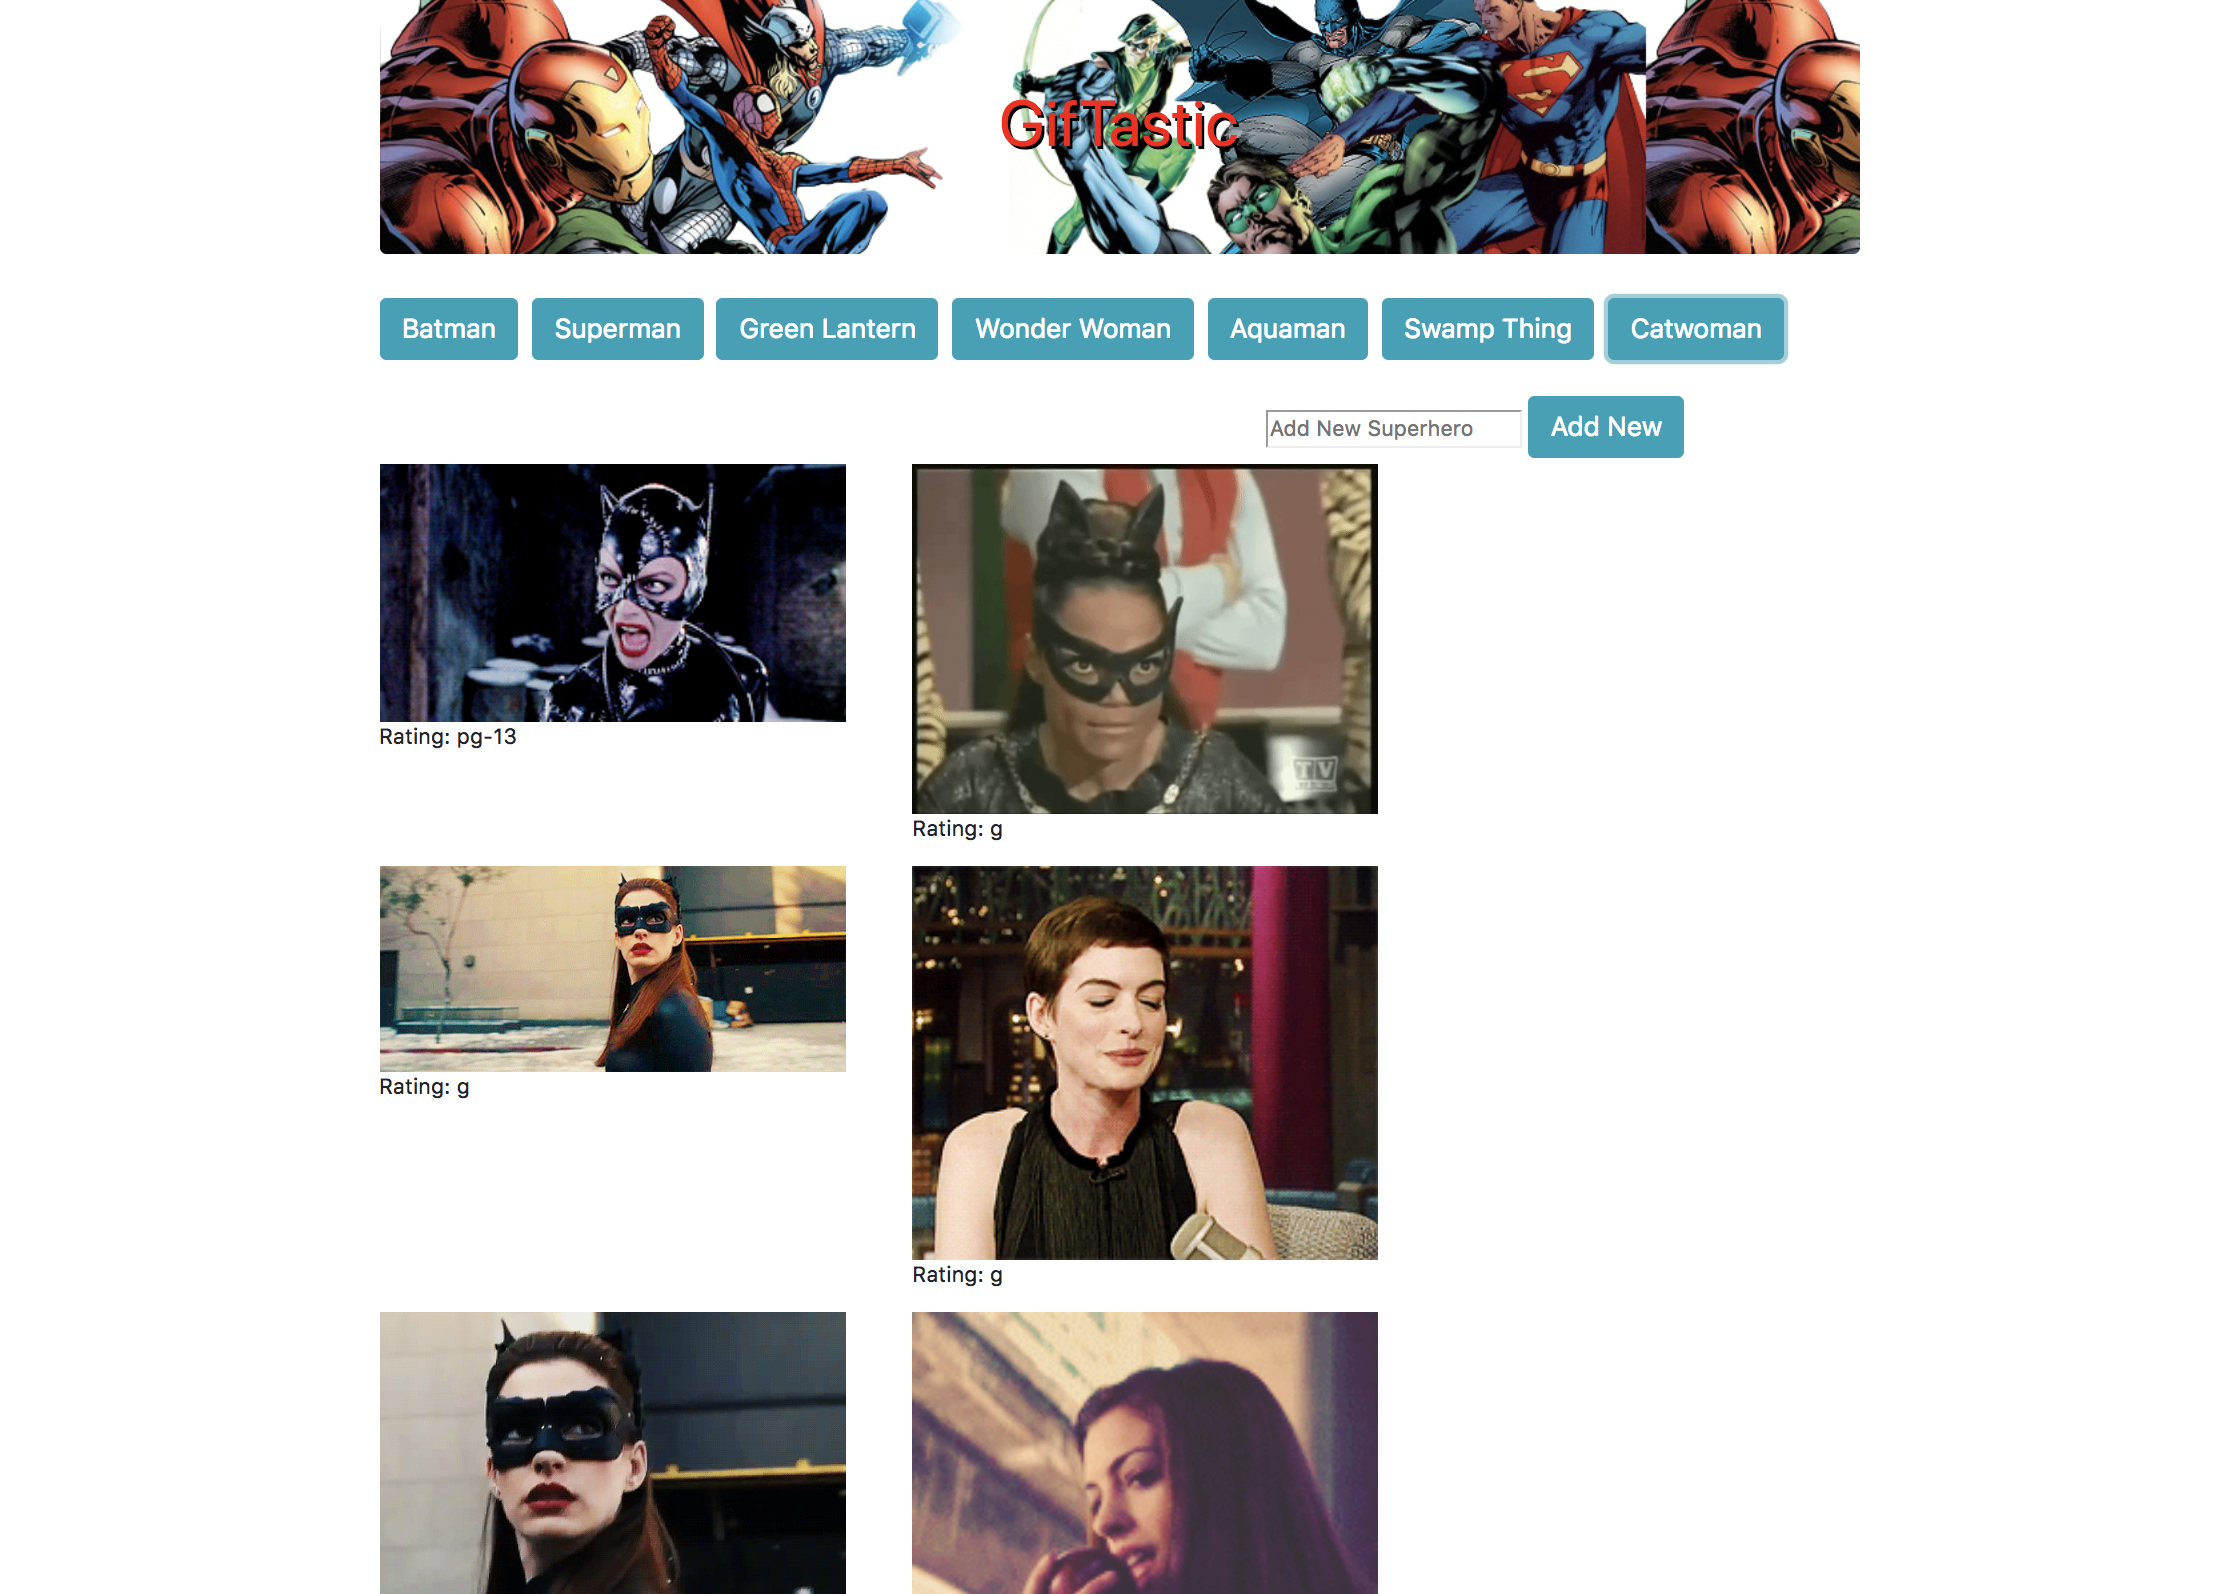 GifTastic
Batman Superman Green Lantern Wonder Woman Aquaman Swamp Thing Catwoman
Add New Superhero Add New
TV
Rating: pg-13
Rating: g
Rating: g
Rating: g